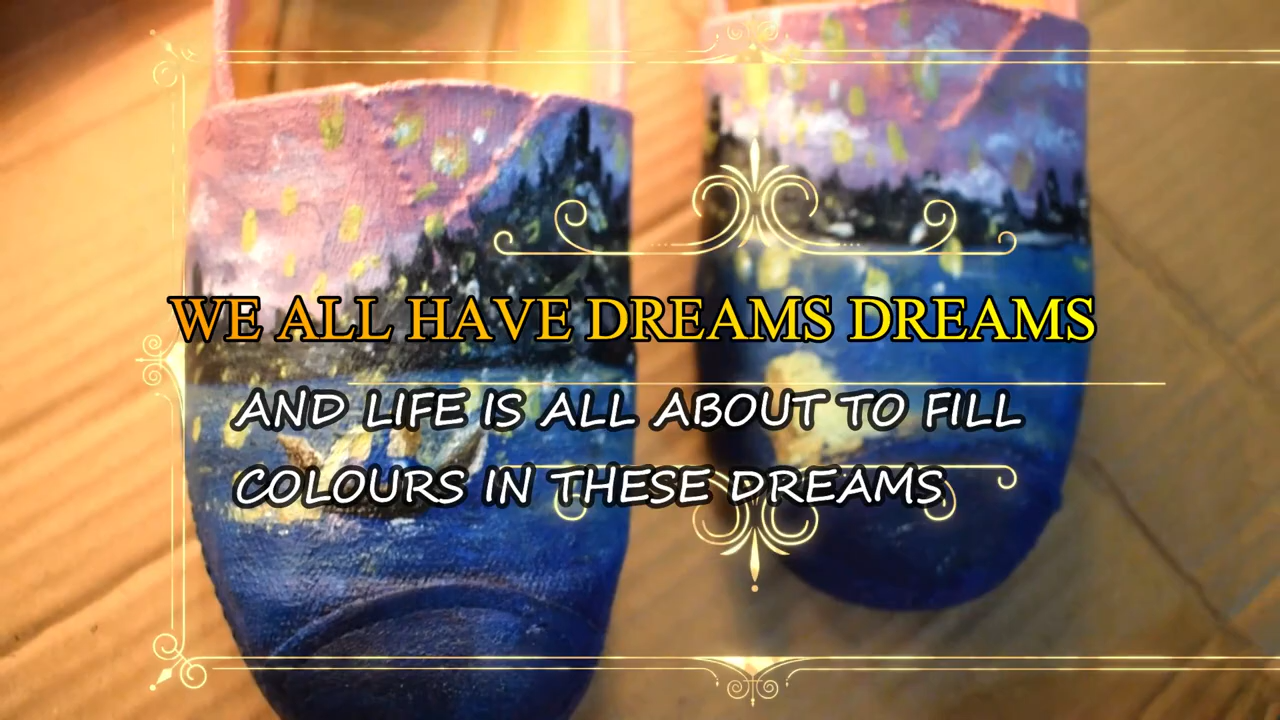 WE ALL HAVE DREAMS DREAMS
AND LIFE IS ALL ABOUT TO FILL
COLOURS IN THESE DREAMS